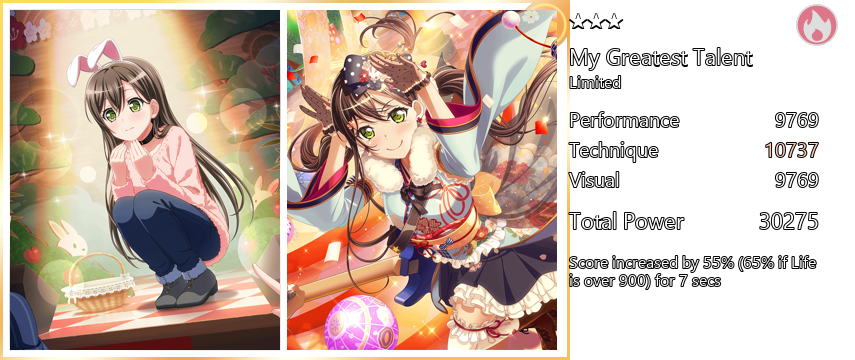 My Greatest Talent
Limited
Performance 9769
Technique 10737
Visual 9769
Total Power 30275
Score increased by 55% (65% if Life
is over 900) for 7 secs